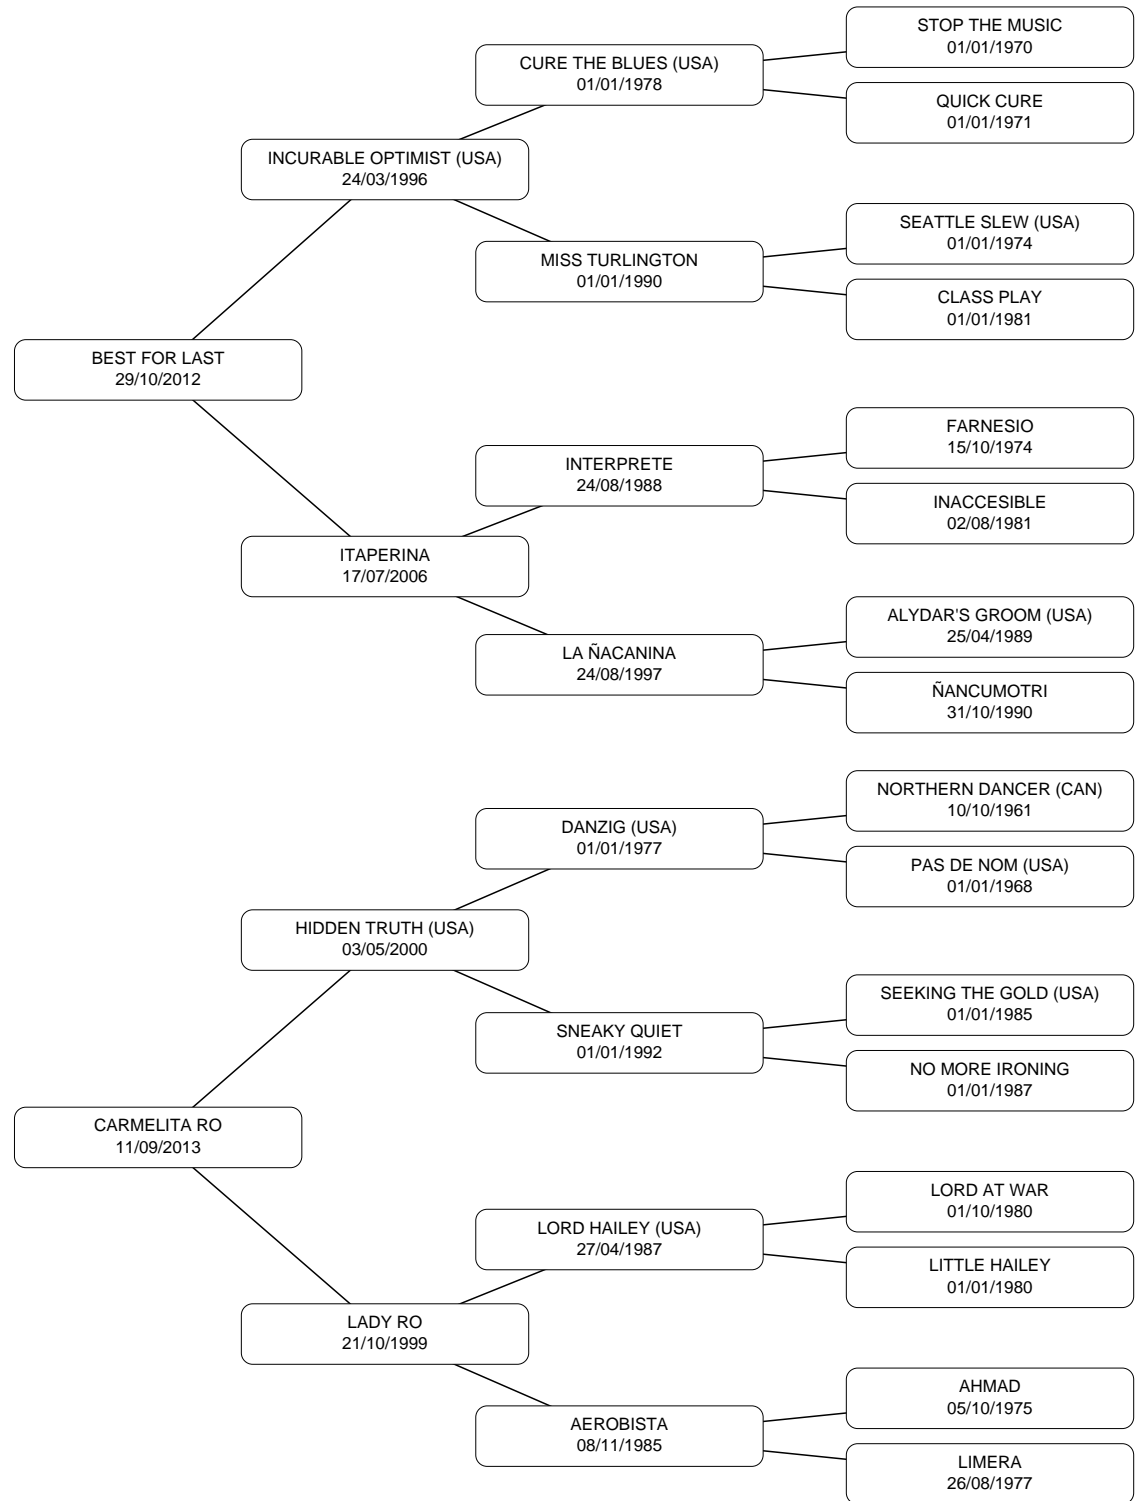 STOP THE MUSIC
01/01/1970
CURE THE BLUES (USA)
01/01/1978
QUICK CURE
01/01/1971
INCURABLE OPTIMIST (USA)
24/03/1996
SEATTLE SLEW (USA)
01/01/1974
MISS TURLINGTON
01/01/1990
CLASS PLAY
01/01/1981
BEST FOR LAST
29/10/2012
FARNESIO
15/10/1974
INTERPRETE
24/08/1988
INACCESIBLE
02/08/1981
ITAPERINA
17/07/2006
ALYDAR'S GROOM (USA)
25/04/1989
LA ÑACANINA
24/08/1997
ÑANCUMOTRI
31/10/1990
NORTHERN DANCER (CAN)
10/10/1961
DANZIG (USA)
01/01/1977
PAS DE NOM (USA)
01/01/1968
HIDDEN TRUTH (USA)
03/05/2000
SEEKING THE GOLD (USA)
01/01/1985
SNEAKY QUIET
01/01/1992
NO MORE IRONING
01/01/1987
CARMELITA RO
11/09/2013
LORD AT WAR
01/10/1980
LORD HAILEY (USA)
27/04/1987
LITTLE HAILEY
01/01/1980
LADY RO
21/10/1999
AHMAD
05/10/1975
AEROBISTA
08/11/1985
LIMERA
26/08/1977